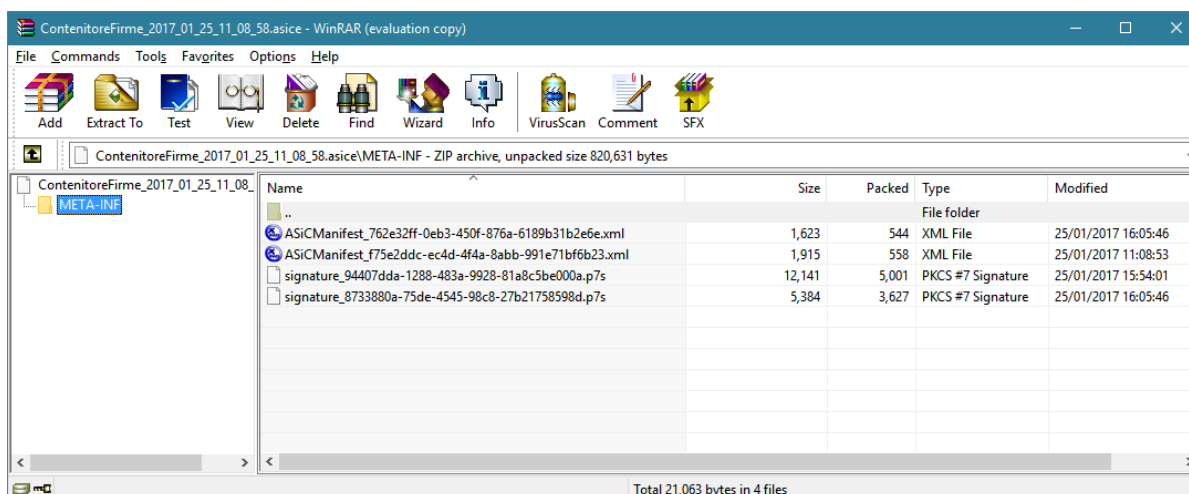 ContenitoreFirme_2017_01_25_11_08_58.asice - WinRAR (evaluation copy)
File Commands Tools Favorites Options Help
Add Extract To Test View Delete Find Wizard Info VirusScan Comment SFX
ContenitoreFirme_2017_01_25_11_08_58.asice\META-INF - ZIP archive, unpacked size 820,631 bytes
ContenitoreFirme_2017_01_25_11_08_
META-INF
Name Size Packed Type Modified
.. File folder
ASiCManifest_762e32ff-0eb3-450f-876a-6189b31b2e6e.xml 1,623 544 XML File 25/01/2017 16:05:46
ASiCManifest_f75e2ddc-ec4d-4f4a-8abb-991e71bf6b23.xml 1,915 558 XML File 25/01/2017 11:08:53
signature_94407dda-1288-483a-9928-81a8c5be000a.p7s 12,141 5,001 PKCS #7 Signature 25/01/2017 15:54:01
signature_8733880a-75de-4545-98c8-27b21758598d.p7s 5,384 3,627 PKCS #7 Signature 25/01/2017 16:05:46
Total 21,063 bytes in 4 files